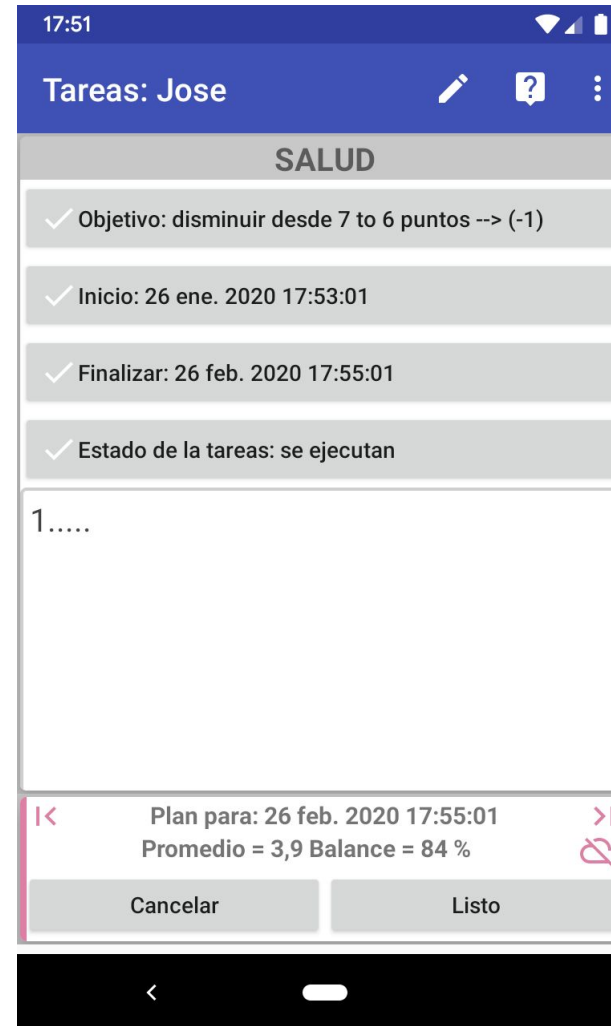 17:51
Tareas: Jose
SALUD
Objetivo: disminuir desde 7 to 6 puntos --> (-1)
Inicio: 26 ene. 2020 17:53:01
Finalizar: 26 feb. 2020 17:55:01
Estado de la tareas: se ejecutan
1.....
Plan para: 26 feb. 2020 17:55:01
Promedio = 3,9 Balance = 84 %
Cancelar Listo